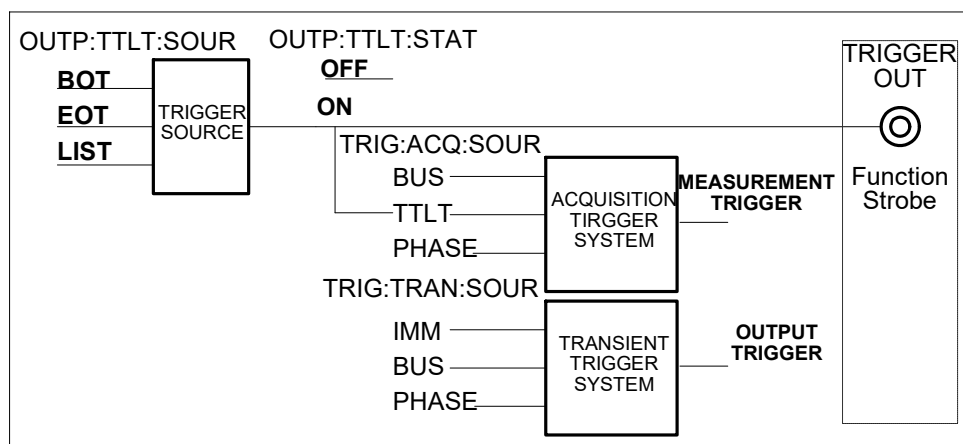 OUTP:TTLT:SOUR
BOT
EOT
LIST
TRIGGER
SOURCE
OUTP:TTLT:STAT
OFF
ON
TRIGGER
OUT
Function
Strobe
TRIG:ACQ:SOUR
BUS
TTLT
PHASE
ACQUISITION
TIRGGER
SYSTEM
MEASUREMENT
TRIGGER
TRIG:TRAN:SOUR
IMM
BUS
PHASE
TRANSIENT
TRIGGER
SYSTEM
OUTPUT
TRIGGER